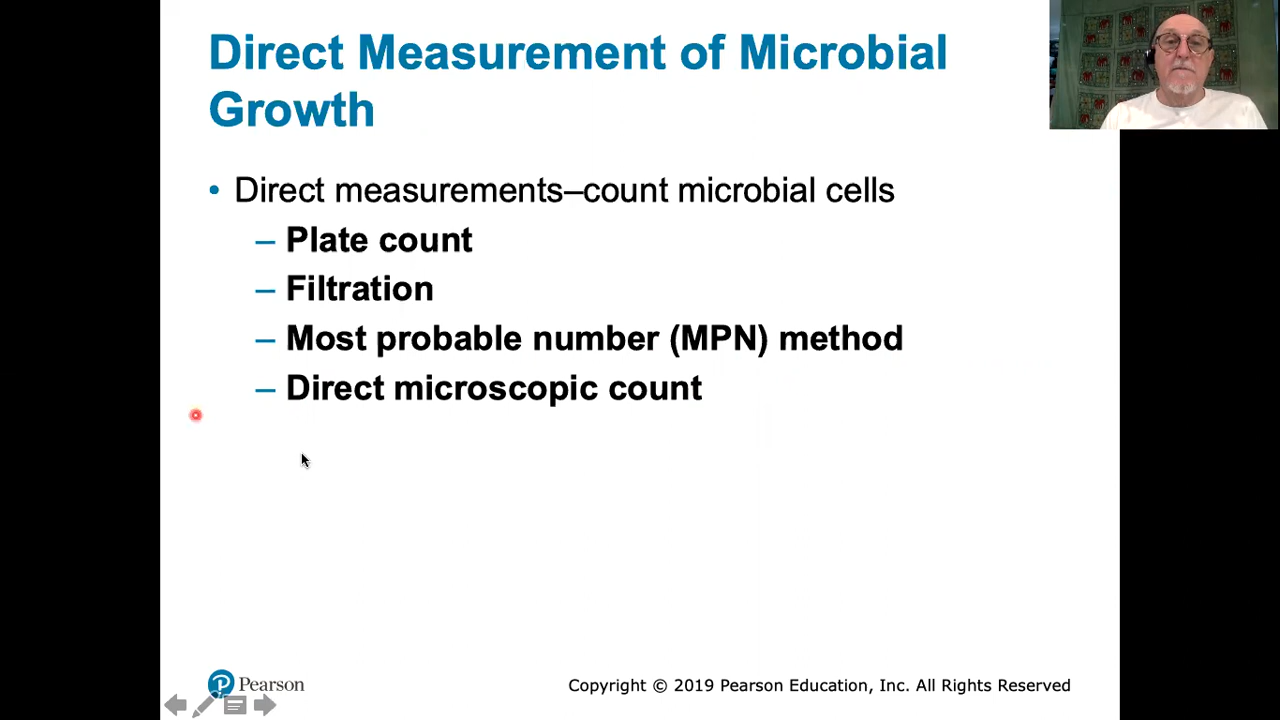 Direct Measurement of Microbial
Growth
• Direct measurements–count microbial cells
– Plate count
– Filtration
– Most probable number (MPN) method
– Direct microscopic count
P Pearson
Copyright © 2019 Pearson Education, Inc. All Rights Reserved